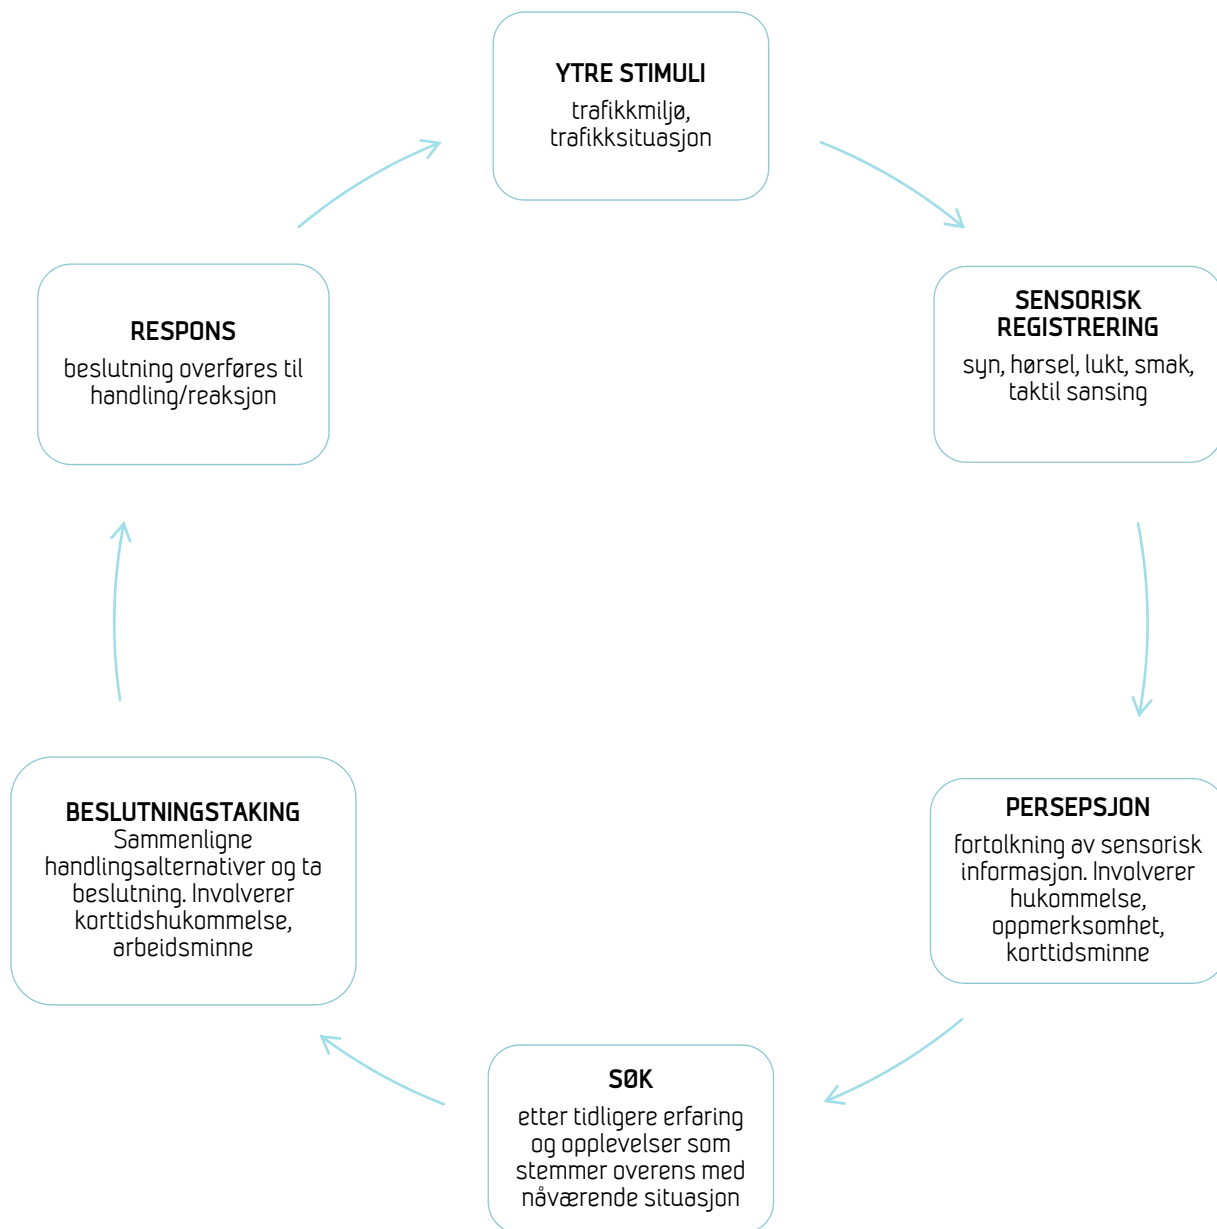 YTRE STIMULI
trafikkmiljø,
trafikksituasjon
SENSORISK
REGISTRERING
syn, hørsel, lukt, smak,
taktil sansing
PERSEPSJON
fortolkning av sensorisk
informasjon. Involverer
hukommelse,
oppmerksomhet,
korttidsminne
SØK
etter tidligere erfaring
og opplevelser som
stemmer overens med
nåværende situasjon
BESLUTNINGSTAKING
Sammenligne
handlingsalternativer og ta
beslutning. Involverer
korttidshukommelse,
arbeidsminne
RESPONS
beslutning overføres til
handling/reaksjon